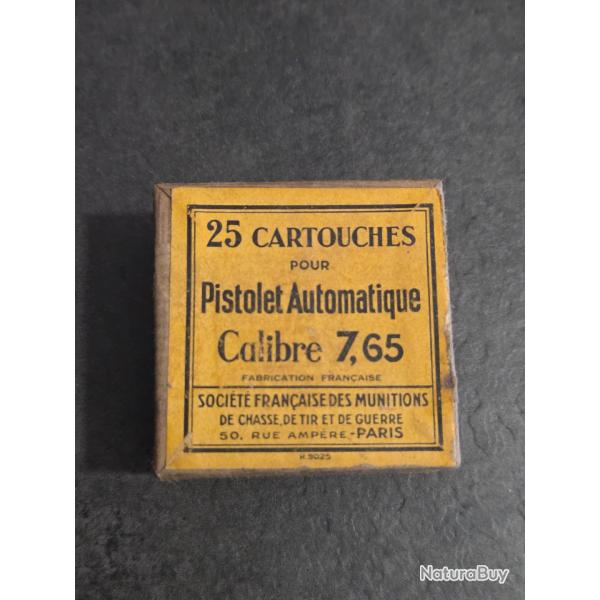 25 CARTOUCHES
POUR
Pistolet Automatique
Calibre 7,65
FABRICATION FRANÇAISE
SOCIÉTÉ FRANÇAISE DES MUNITIONS
DE CHASSE, DE TIR ET DE GUERRE
50, RUE AMPÈRE-PARIS
H.9025
NaturaBuy